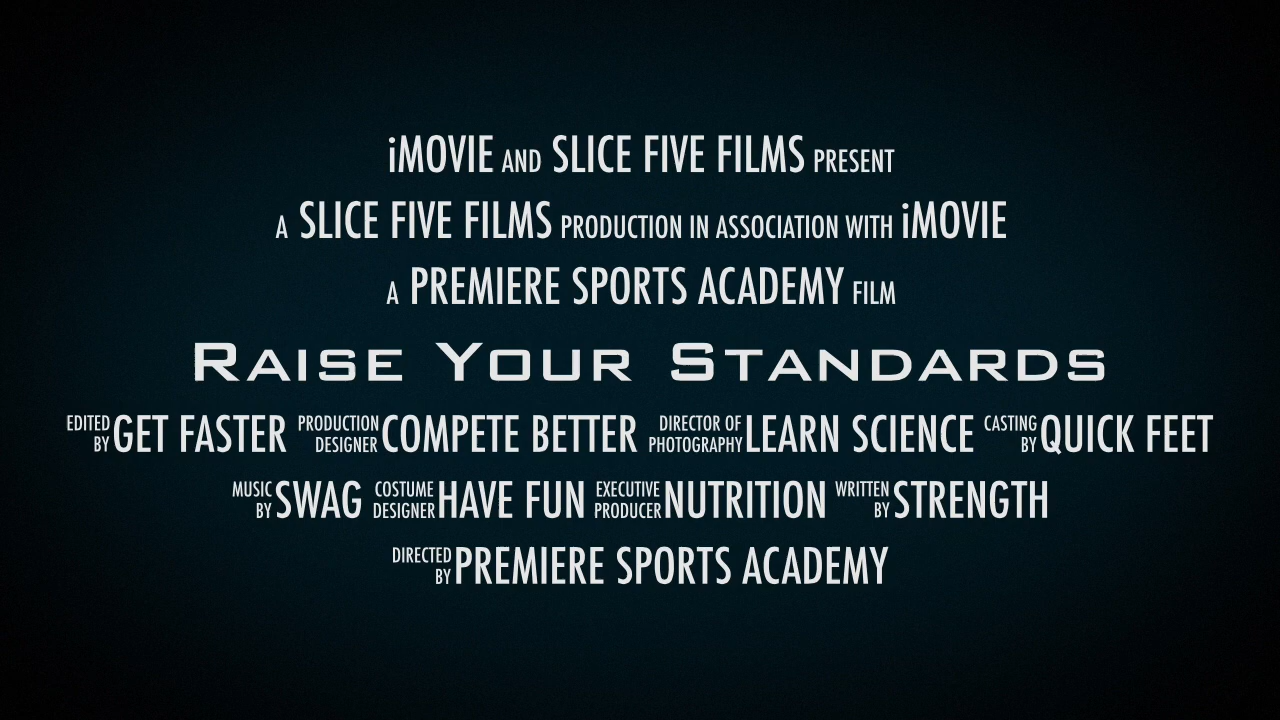 iMOVIE AND SLICE FIVE FILMS PRESENT
A SLICE FIVE FILMS PRODUCTION IN ASSOCIATION WITH iMOVIE
A PREMIERE SPORTS ACADEMY FILM
RAISE YOUR STANDARDS
EDITED BY GET FASTER PRODUCTION DESIGNER COMPETE BETTER DIRECTOR OF PHOTOGRAPHY LEARN SCIENCE CASTING BY QUICK FEET
MUSIC BY SWAG COSTUME DESIGNER HAVE FUN EXECUTIVE PRODUCER NUTRITION WRITTEN BY STRENGTH
DIRECTED BY PREMIERE SPORTS ACADEMY